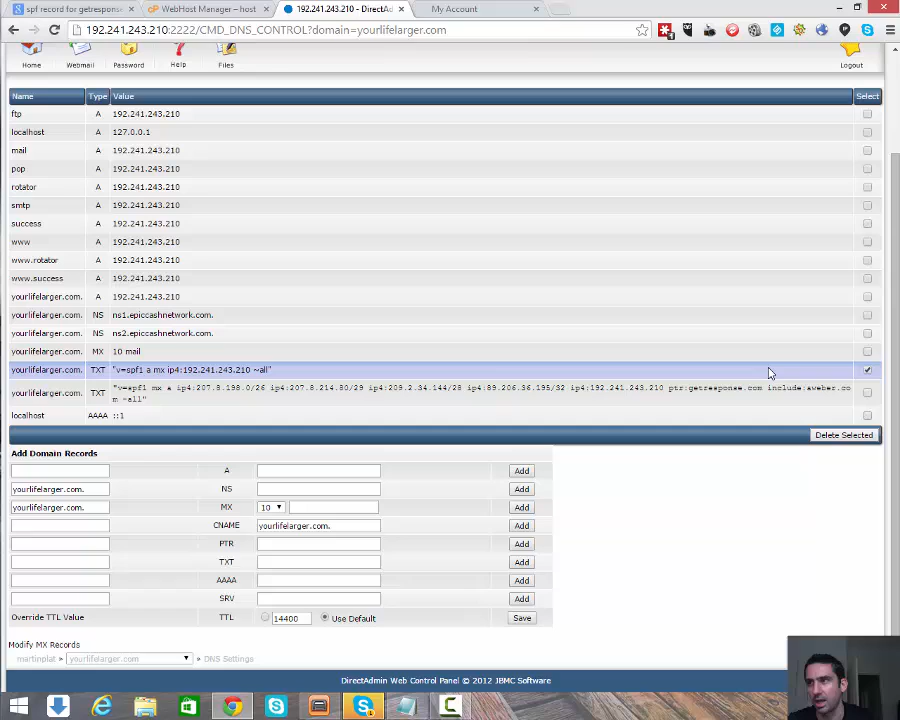 spf record for getrespons
WebHost Manager – host
192.241.243.210 - DirectAd
My Account
192.241.243.210:2222/CMD_DNS_CONTROL?domain=yourlifelarger.com
Home
Webmail
Password
Help
Files
Logout
Name Type Value Select
ftp A 192.241.243.210
localhost A 127.0.0.1
mail A 192.241.243.210
pop A 192.241.243.210
rotator A 192.241.243.210
smtp A 192.241.243.210
success A 192.241.243.210
www A 192.241.243.210
www.rotator A 192.241.243.210
www.success A 192.241.243.210
yourlifelarger.com. A 192.241.243.210
yourlifelarger.com. NS ns1.epiccashnetwork.com.
yourlifelarger.com. NS ns2.epiccashnetwork.com.
yourlifelarger.com. MX 10 mail
yourlifelarger.com. TXT "v=spf1 a mx ip4:192.241.243.210 ~all"
yourlifelarger.com. TXT "v=spf1 mx a ip4:207.8.198.0/26 ip4:207.8.214.80/29 ip4:209.2.34.144/28 ip4:89.206.36.195/32 ip4:192.241.243.210 ptr:getresponse.com include:aweber.co
m ~all"
localhost AAAA ::1
Delete Selected
Add Domain Records
A Add
yourlifelarger.com. NS Add
yourlifelarger.com. MX 10 Add
CNAME yourlifelarger.com. Add
PTR Add
TXT Add
AAAA Add
SRV Add
Override TTL Value TTL 14400 Use Default Save
Modify MX Records
martinplat » yourlifelarger.com » DNS Settings
DirectAdmin Web Control Panel © 2012 JBMC Software